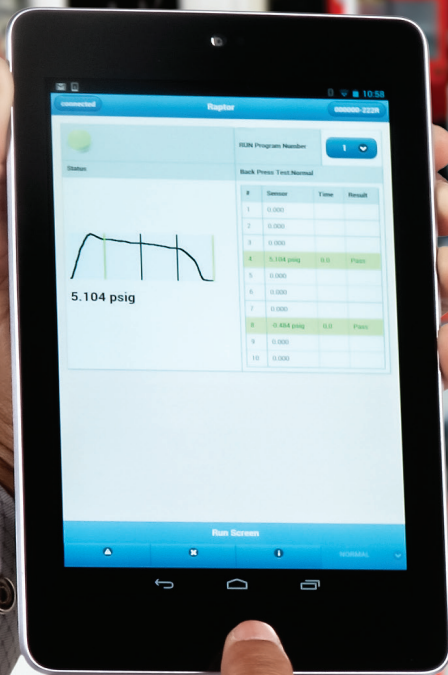 10:58
connected Raptor 000000-222R
RUN Program Number 1
Status: Back Press Test:Normal
# Sensor Time Result
1 0.000
2 0.000
3 0.000
4 5.104 psig 0.0 Pass
5 0.000
6 0.000
7 0.000
8 -0.484 psig 0.0 Pass
9 0.000
10 0.000
5.104 psig
Run Screen
NORMAL